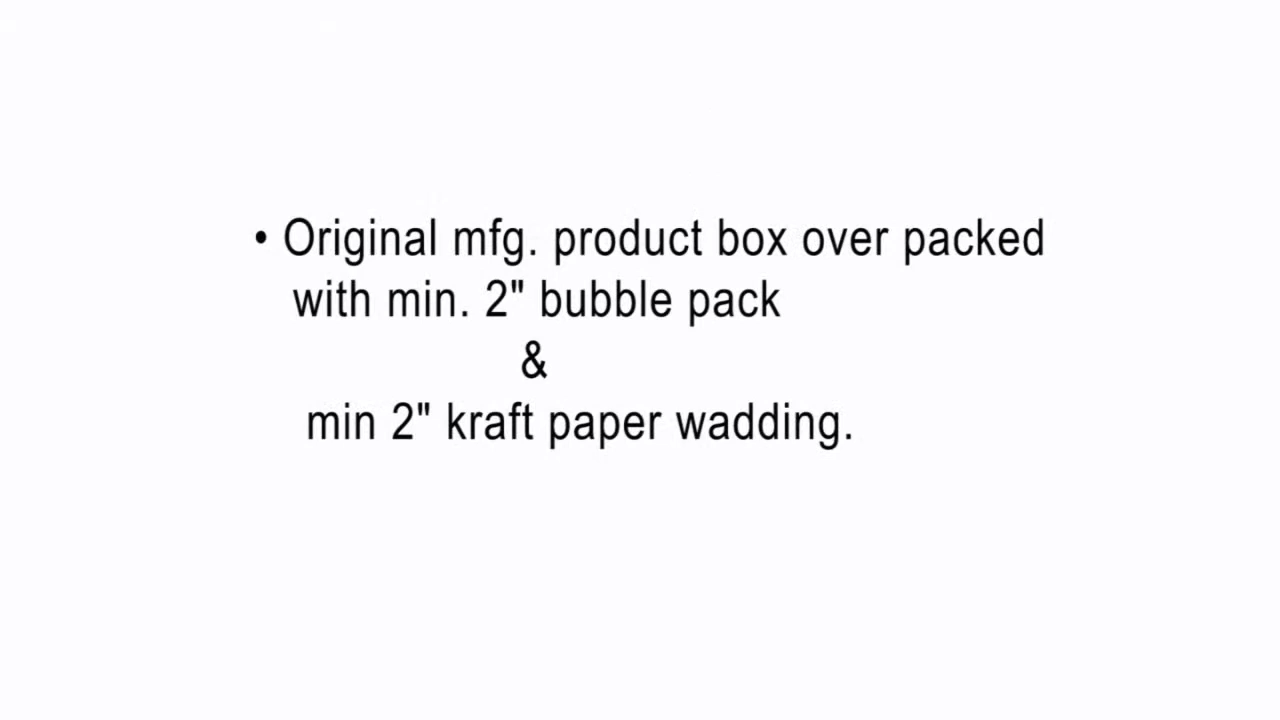 • Original mfg. product box over packed
with min. 2" bubble pack
&
min 2" kraft paper wadding.